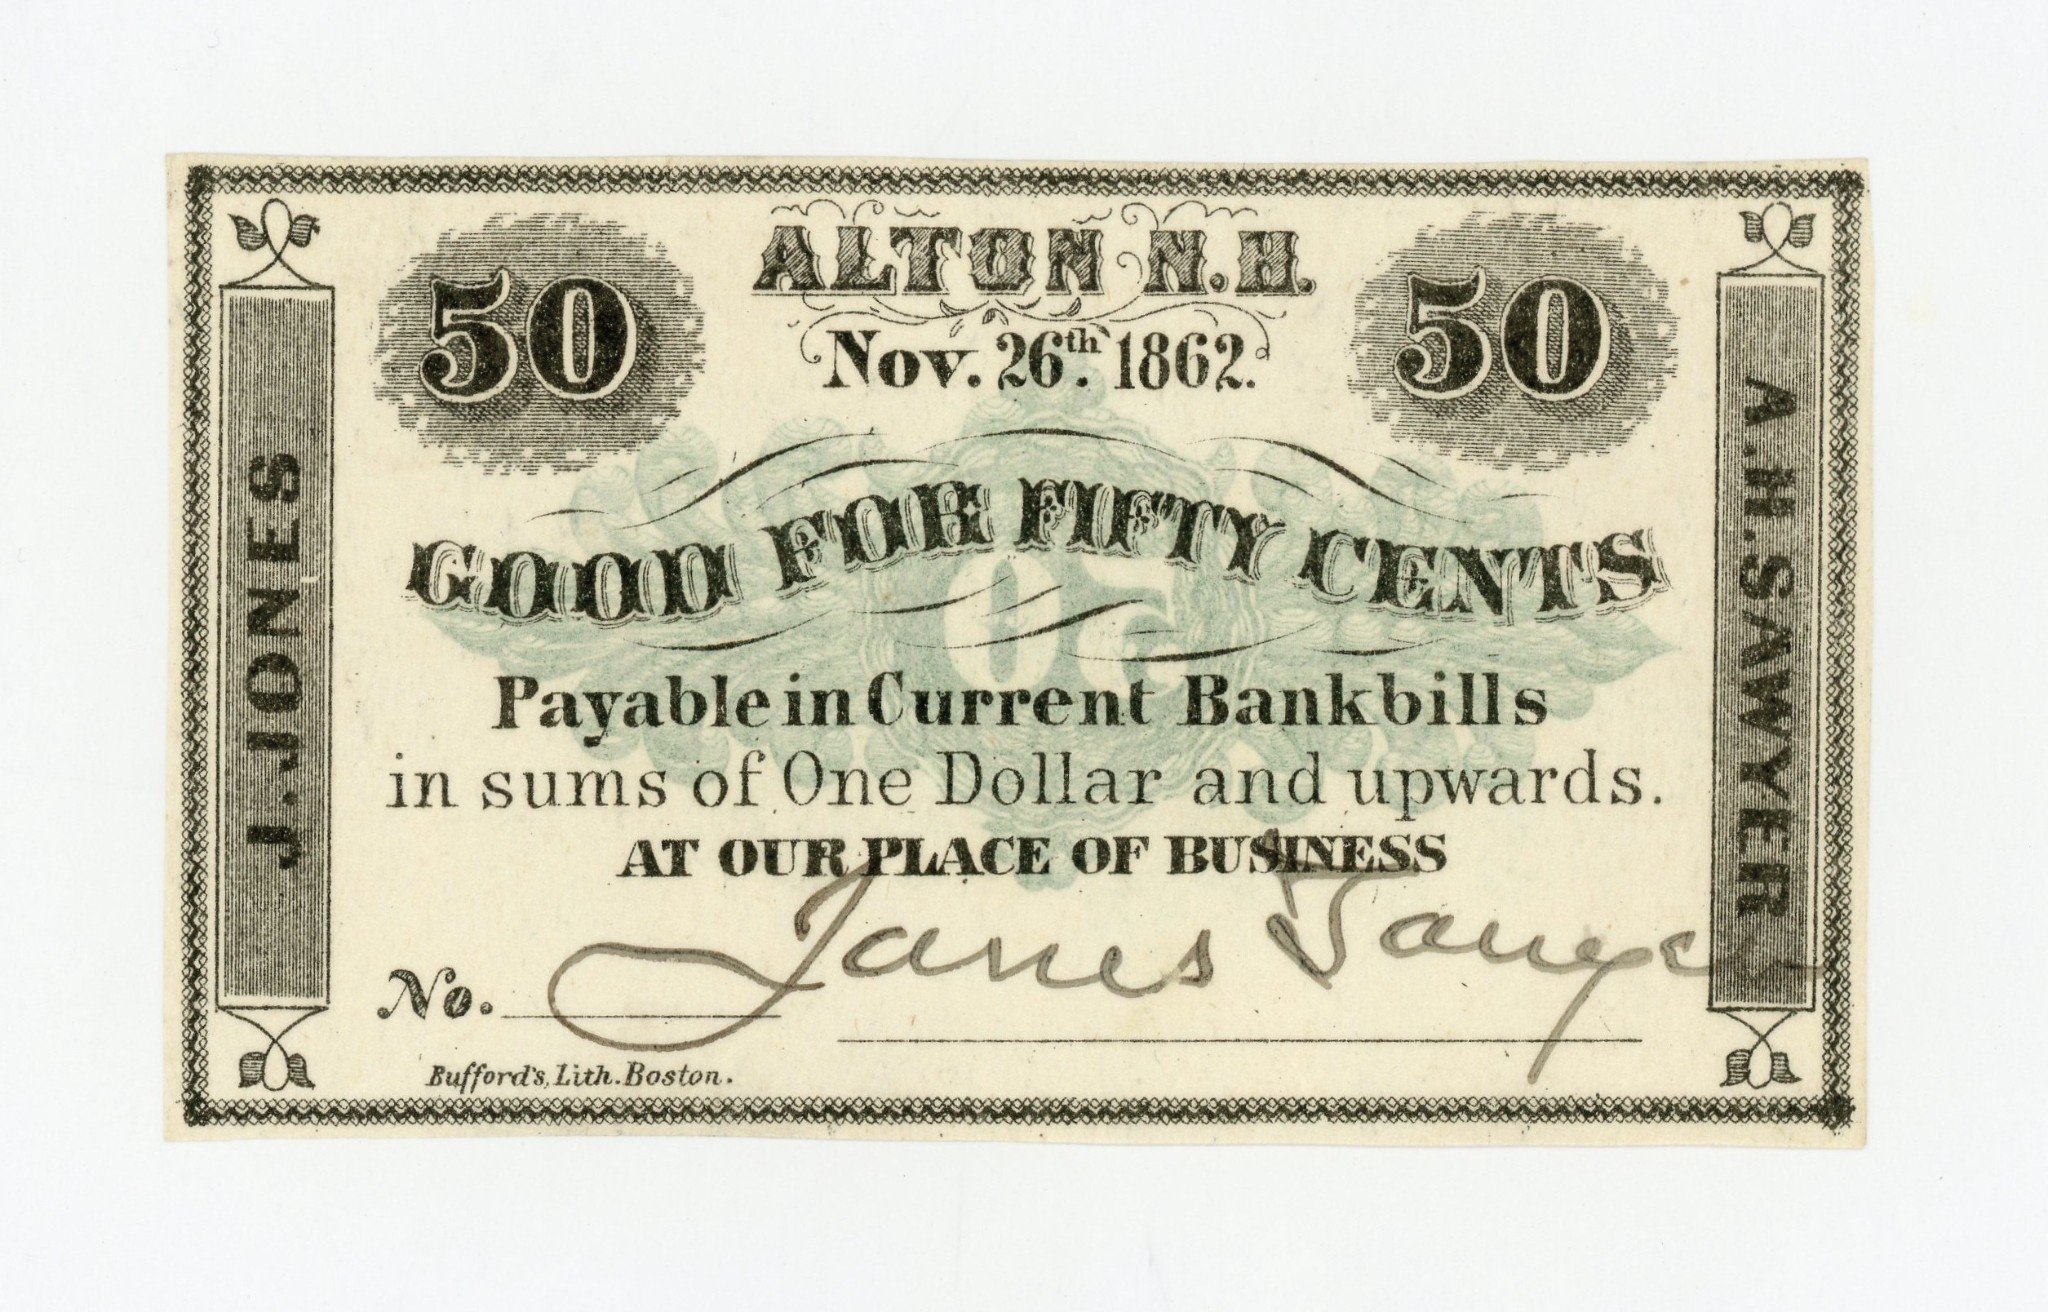 ALTON N.H.
50
50
Nov. 26th. 1862.
GOOD FOR FIFTY CENTS
50
Payable in Current Bankbills
in sums of One Dollar and upwards.
AT OUR PLACE OF BUSINESS
No.
Bufford's, Lith. Boston.
J. JONES
A.H. SAWYER